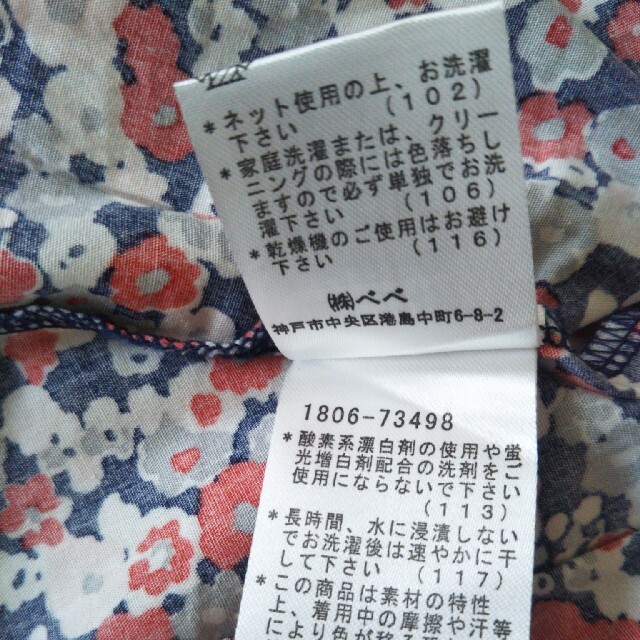 *ネット使用の上、お洗濯
下さい (102)
*家庭洗濯または、クリー
ニングの際には色落ちし
ますので必ず単独でお洗
濯下さい (106)
*乾燥機のご使用はお避け
下さい (116)
㈱べべ
神戸市中央区港島中町6-8-2
1806-73498
*酸素系漂白剤の使用や蛍
光増白剤配合の洗剤をご
使用にならないで下さい
(113)
*長時間、水に浸漬しない
でお洗濯後は速やかに干
して下さい (117)
*この商品は素材の特性
上、着用中の摩擦や汗等
により色が移る